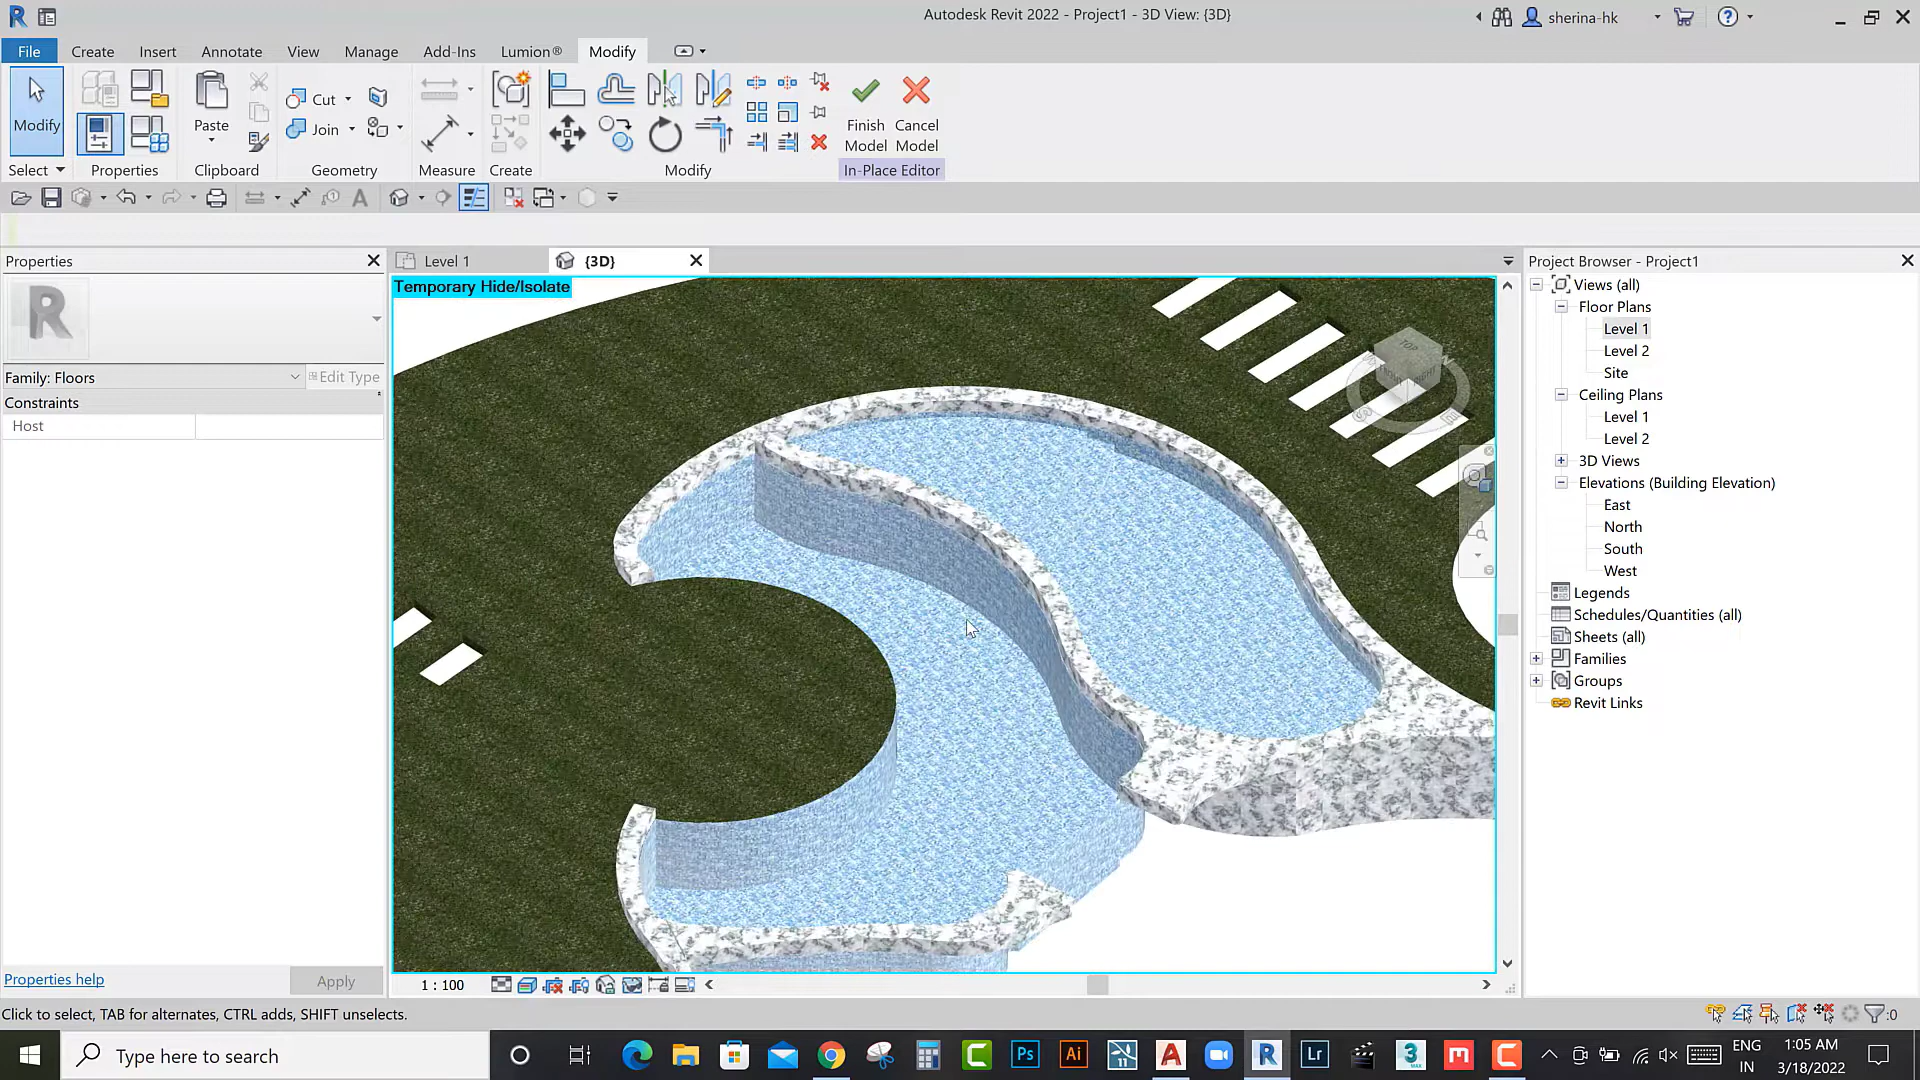 Autodesk Revit 2022 - Project1 - 3D View: {3D}
sherina-hk
File Create Insert Annotate View Manage Add-Ins Lumion® Modify
Modify
Paste
Cut
Join
Finish Model
Cancel Model
Select Properties Clipboard Geometry Measure Create Modify In-Place Editor
Properties
Level 1
{3D}
Project Browser - Project1
Temporary Hide/Isolate
Family: Floors
Edit Type
Constraints
Host
Views (all)
Floor Plans
Level 1
Level 2
Site
Ceiling Plans
Level 1
Level 2
3D Views
Elevations (Building Elevation)
East
North
South
West
Legends
Schedules/Quantities (all)
Sheets (all)
Families
Groups
Revit Links
TOP
Properties help
Apply
1 : 100
Click to select, TAB for alternates, CTRL adds, SHIFT unselects.
:0
Type here to search
Ps
Ai
Lr
ENG
IN
1:05 AM
3/18/2022